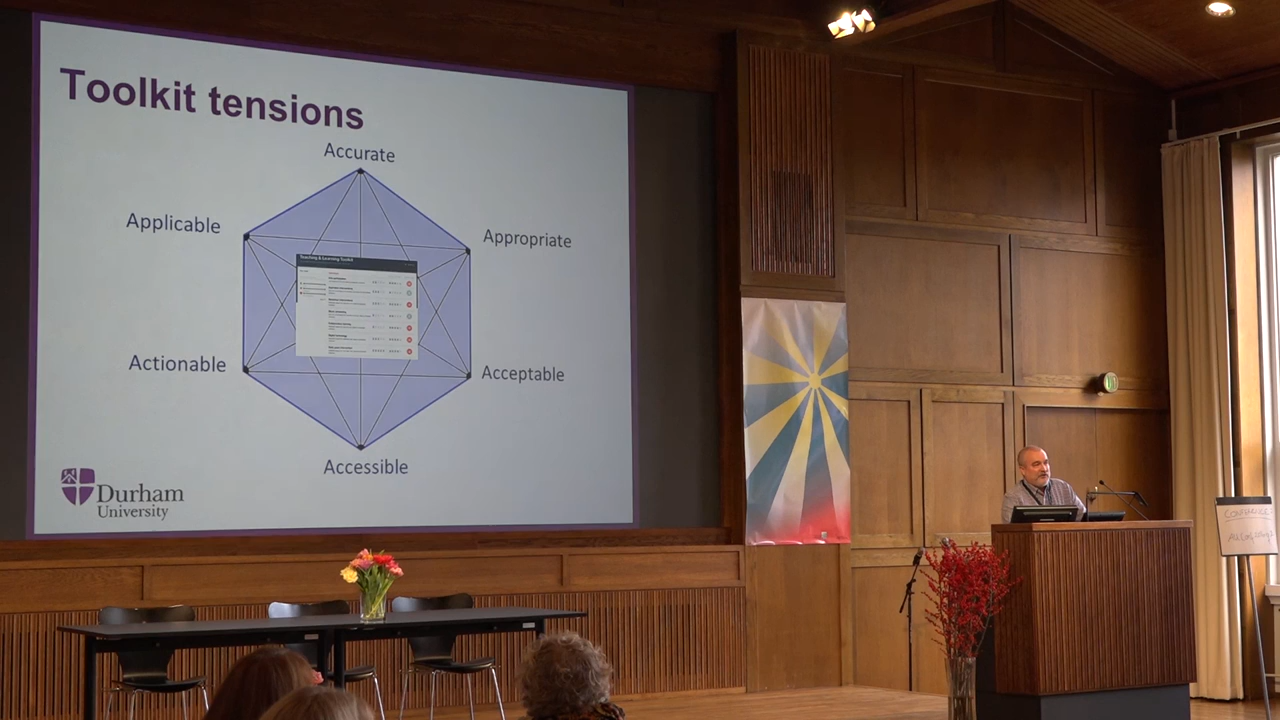 Toolkit tensions
Accurate
Applicable
Appropriate
Teaching & Learning Toolkit
Actionable
Acceptable
Accessible
Durham
University